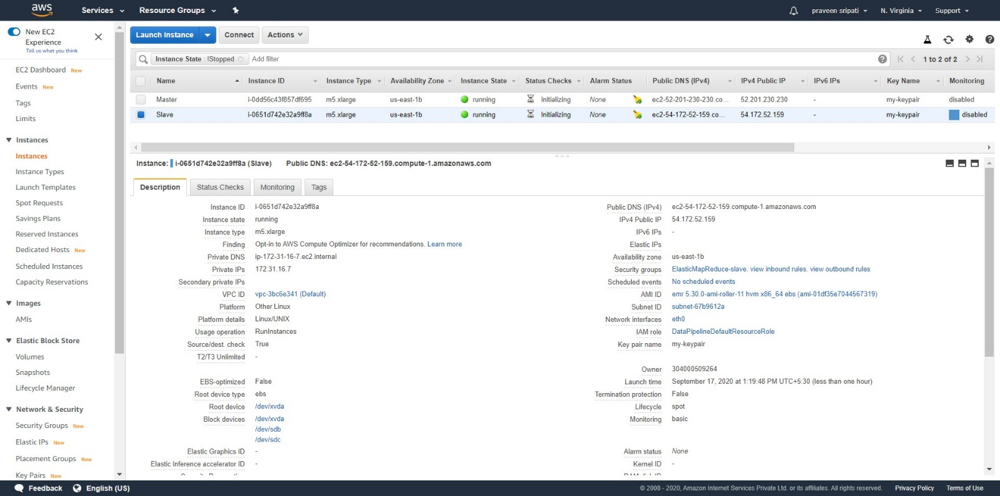 aws Services Resource Groups praveen sripati N. Virginia Support
New EC2
Experience
Tell us what you think
EC2 Dashboard New
Events New
Tags
Limits
Instances
Instances
Instance Types
Launch Templates
Spot Requests
Savings Plans
Reserved Instances
Dedicated Hosts New
Scheduled Instances
Capacity Reservations
Images
AMIs
Elastic Block Store
Volumes
Snapshots
Lifecycle Manager
Network & Security
Security Groups New
Elastic IPs New
Placement Groups New
Key Pairs New
Launch Instance Connect Actions
Instance State : !Stopped Add filter 1 to 2 of 2
Name Instance ID Instance Type Availability Zone Instance State Status Checks Alarm Status Public DNS (IPv4) IPv4 Public IP IPv6 IPs Key Name Monitoring
Master i-0dd56c43f857df695 m5.xlarge us-east-1b running Initializing None ec2-52-201-230-230.co... 52.201.230.230 - my-keypair disabled
Slave i-0651d742e32a9ff8a m5.xlarge us-east-1b running Initializing None ec2-54-172-52-159.co... 54.172.52.159 - my-keypair disabled
Instance: i-0651d742e32a9ff8a (Slave) Public DNS: ec2-54-172-52-159.compute-1.amazonaws.com
Description Status Checks Monitoring Tags
Instance ID i-0651d742e32a9ff8a
Instance state running
Instance type m5.xlarge
Finding Opt-in to AWS Compute Optimizer for recommendations. Learn more
Private DNS ip-172-31-16-7.ec2.internal
Private IPs 172.31.16.7
Secondary private IPs
VPC ID vpc-3bc6e341 (Default)
Platform Other Linux
Platform details Linux/UNIX
Usage operation RunInstances
Source/dest. check True
T2/T3 Unlimited -
EBS-optimized False
Root device type ebs
Root device /dev/xvda
Block devices /dev/xvda
/dev/sdb
/dev/sdc
Elastic Graphics ID -
Elastic Inference accelerator ID -
Public DNS (IPv4) ec2-54-172-52-159.compute-1.amazonaws.com
IPv4 Public IP 54.172.52.159
IPv6 IPs -
Elastic IPs
Availability zone us-east-1b
Security groups ElasticMapReduce-slave. view inbound rules. view outbound rules
Scheduled events No scheduled events
AMI ID emr 5.30.0-ami-roller-11 hvm x86_64 ebs (ami-01df35e7044567319)
Subnet ID subnet-67b9612a
Network interfaces eth0
IAM role DataPipelineDefaultResourceRole
Key pair name my-keypair
Owner 304000509264
Launch time September 17, 2020 at 1:19:48 PM UTC+5:30 (less than one hour)
Termination protection False
Lifecycle spot
Monitoring basic
Alarm status None
Kernel ID -
Feedback English (US) © 2008 - 2020, Amazon Internet Services Private Ltd. or its affiliates. All rights reserved. Privacy Policy Terms of Use